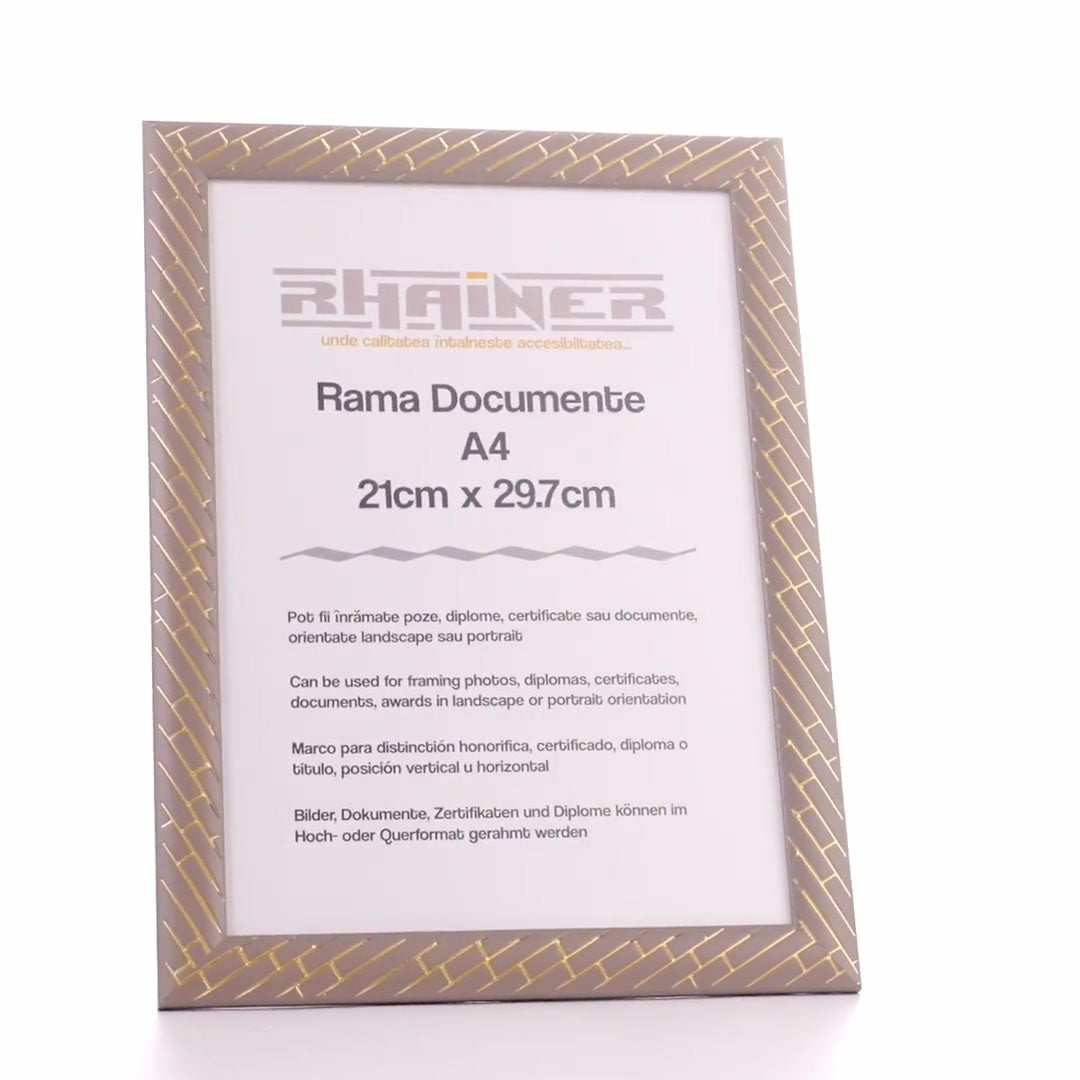 RHAINER
unde calitatea întalneste accesibiltatea...
Rama Documente
A4
21cm x 29.7cm
Pot fii înrămate poze, diplome, certificate sau documente,
orientate landscape sau portrait
Can be used for framing photos, diplomas, certificates,
documents, awards in landscape or portrait orientation
Marco para distinctión honorifica, certificado, diploma o
título, posición vertical u horizontal
Bilder, Dokumente, Zertifikaten und Diplome können im
Hoch- oder Querformat gerahmt werden